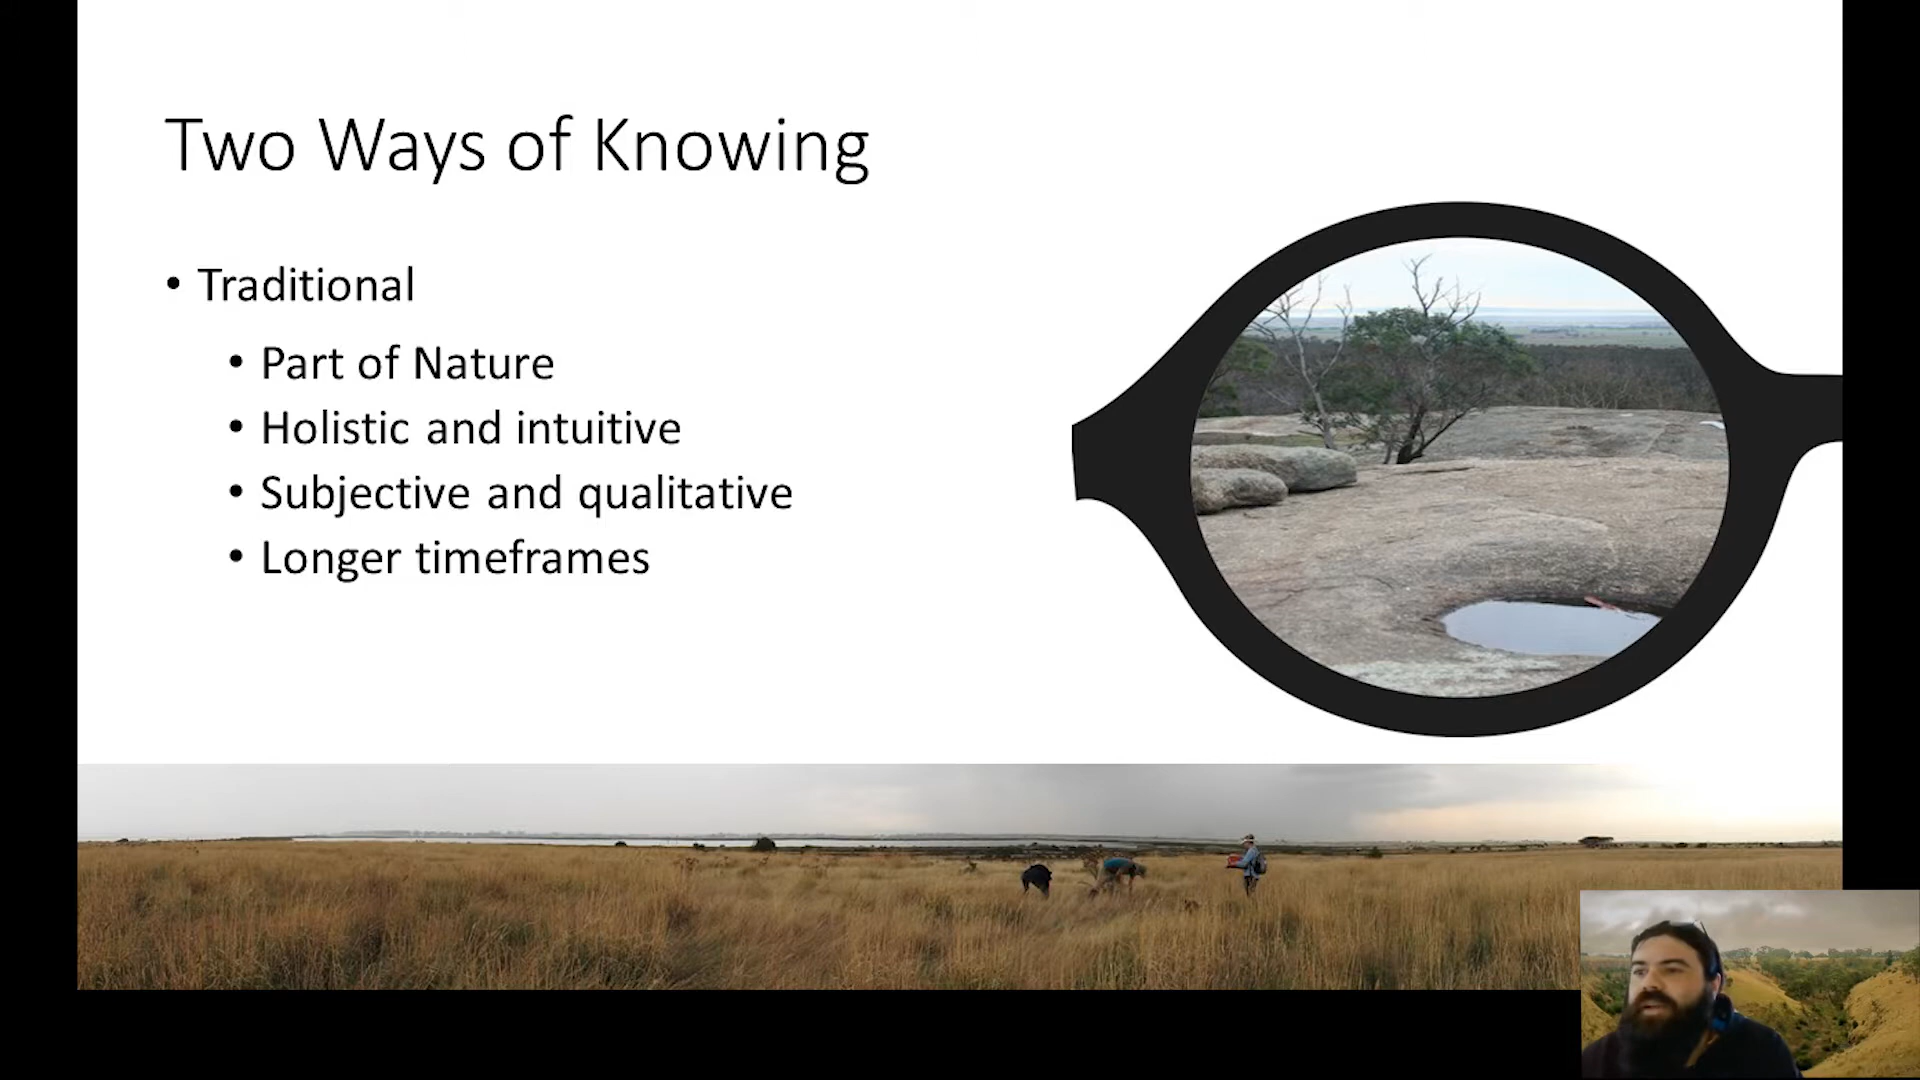 Two Ways of Knowing
• Traditional
• Part of Nature
• Holistic and intuitive
• Subjective and qualitative
• Longer timeframes